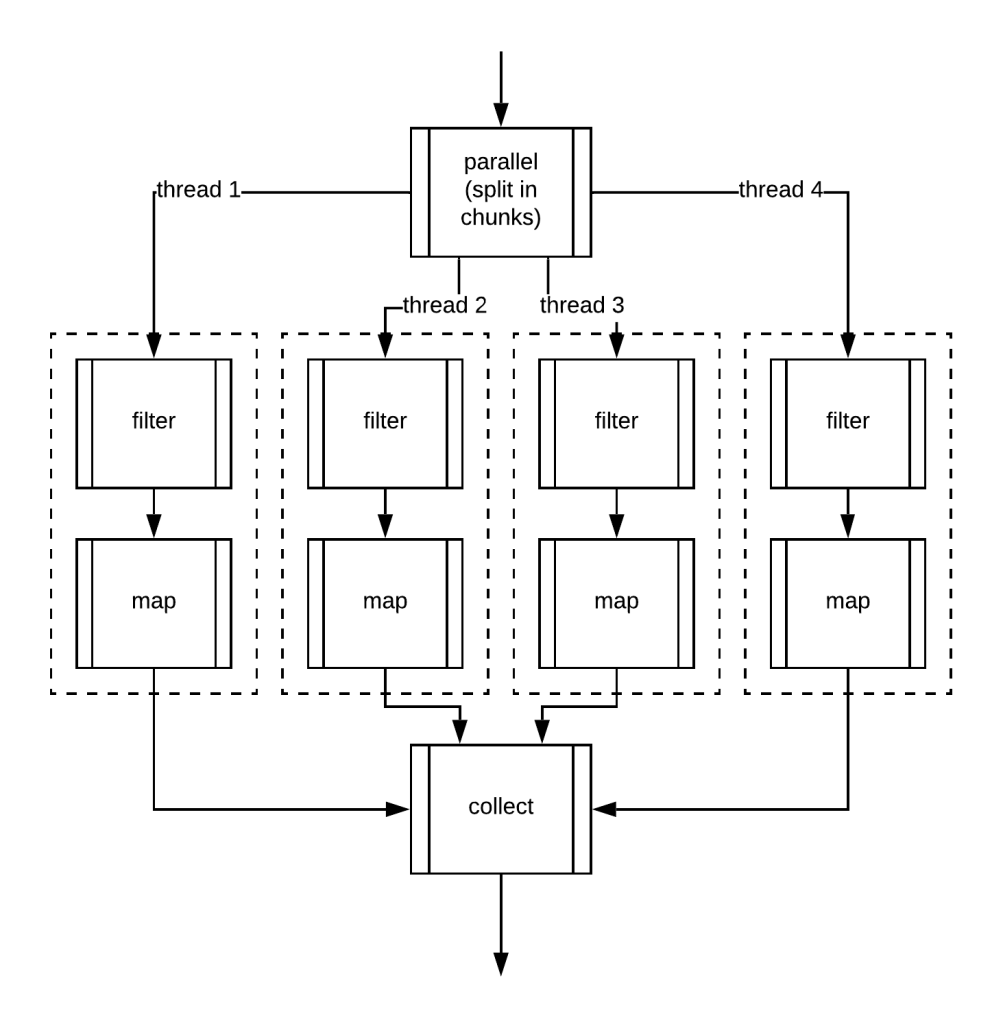 parallel
(split in
chunks)
thread 1
thread 4
thread 2
thread 3
filter
filter
filter
filter
map
map
map
map
collect